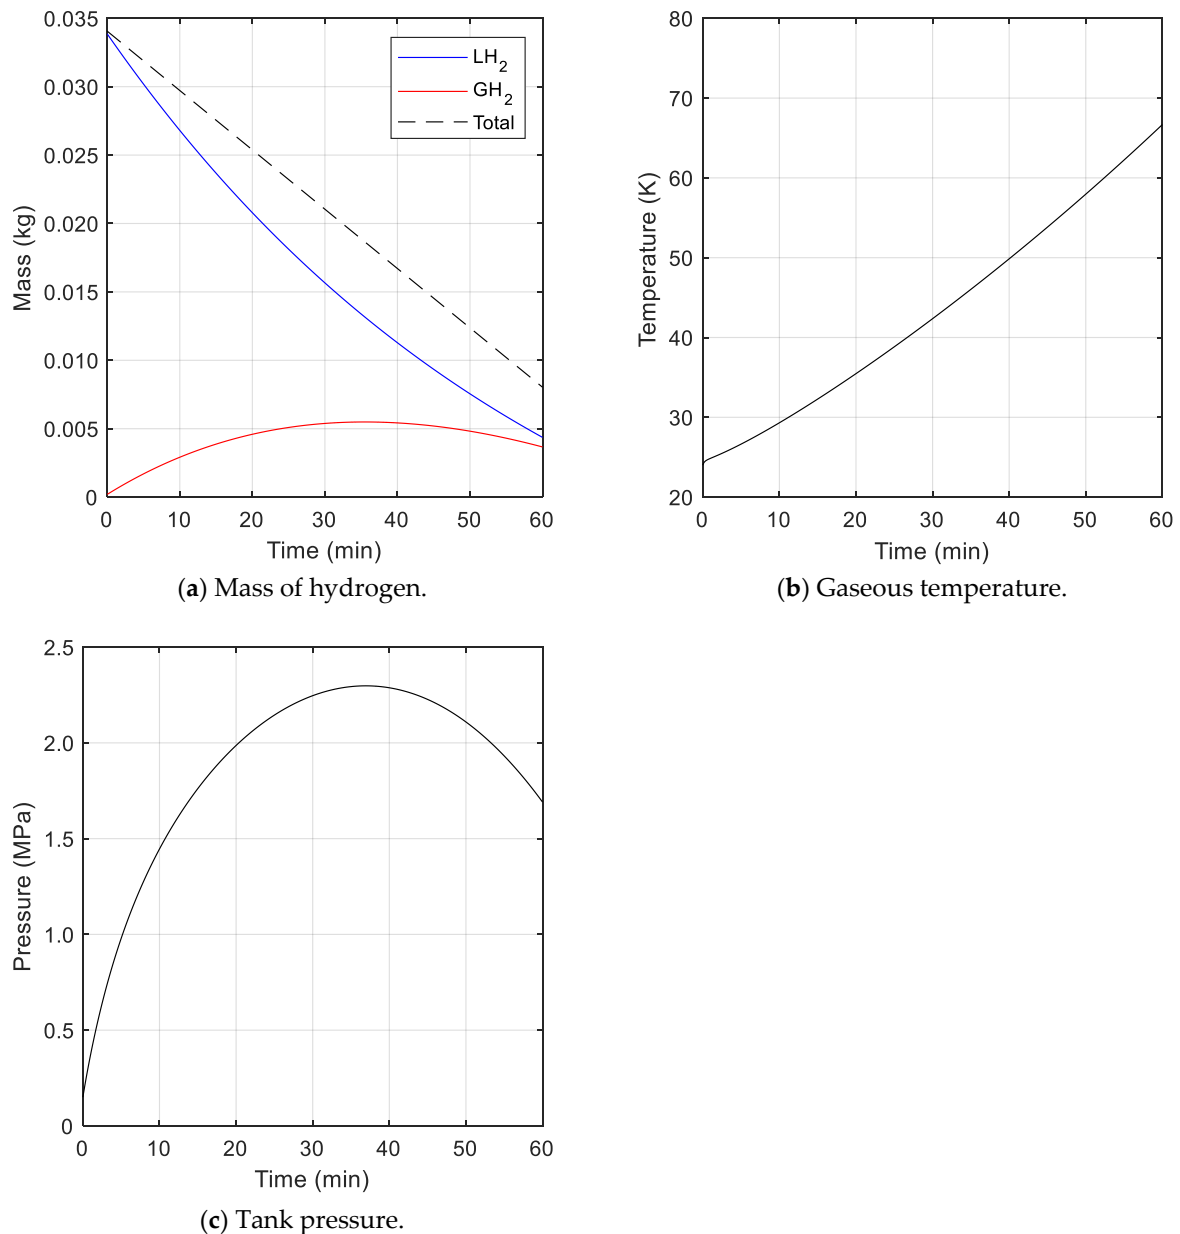 0.035
0.030
0.025
0.020
0.015
0.010
0.005
0
Mass (kg)
LH2
GH2
Total
0 10 20 30 40 50 60
Time (min)
(a) Mass of hydrogen.
80
70
60
50
40
30
20
Temperature (K)
0 10 20 30 40 50 60
Time (min)
(b) Gaseous temperature.
2.5
2.0
1.5
1.0
0.5
0
Pressure (MPa)
0 10 20 30 40 50 60
Time (min)
(c) Tank pressure.